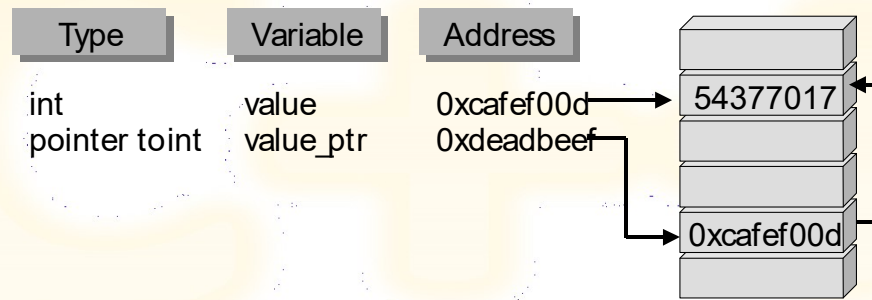 Type Variable Address
int value 0xcafef00d 54377017
pointer toint value_ptr 0xdeadbeef
0xcafef00d